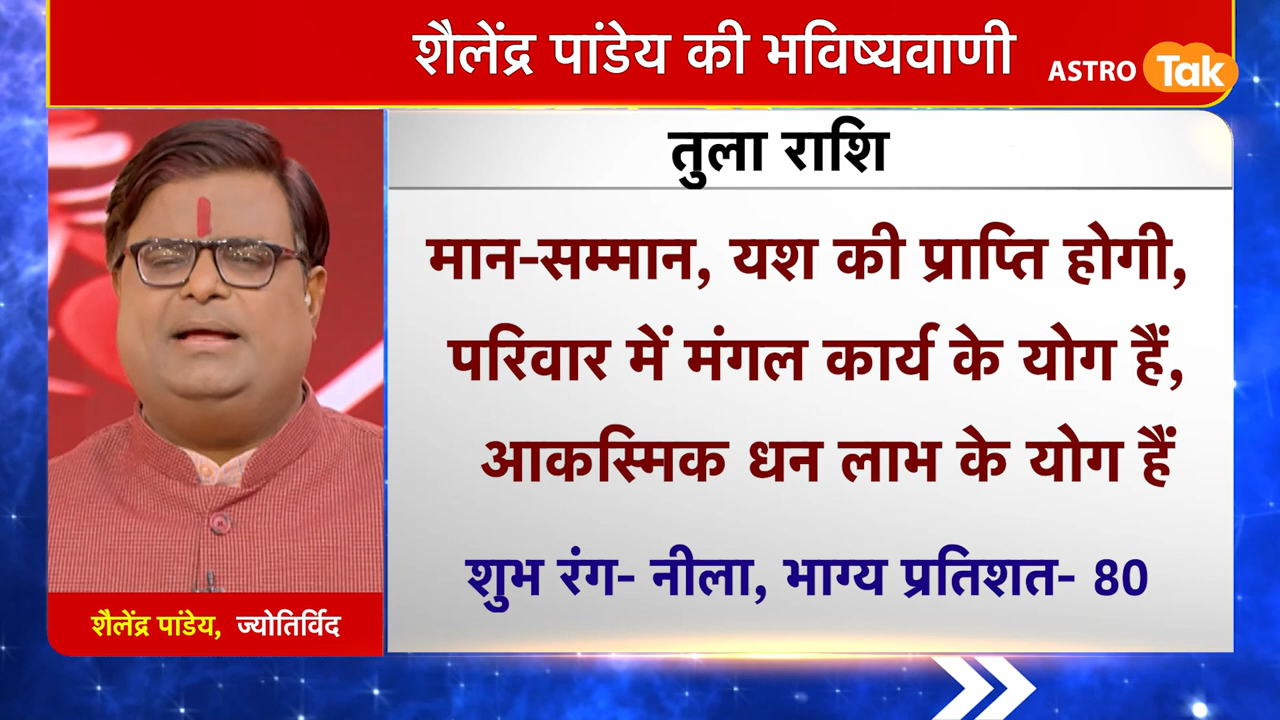 शैलेंद्र पांडेय की भविष्यवाणी
ASTRO Tak
तुला राशि
मान-सम्मान, यश की प्राप्ति होगी,
परिवार में मंगल कार्य के योग हैं,
आकस्मिक धन लाभ के योग हैं
शुभ रंग- नीला, भाग्य प्रतिशत- 80
शैलेंद्र पांडेय, ज्योतिर्विद